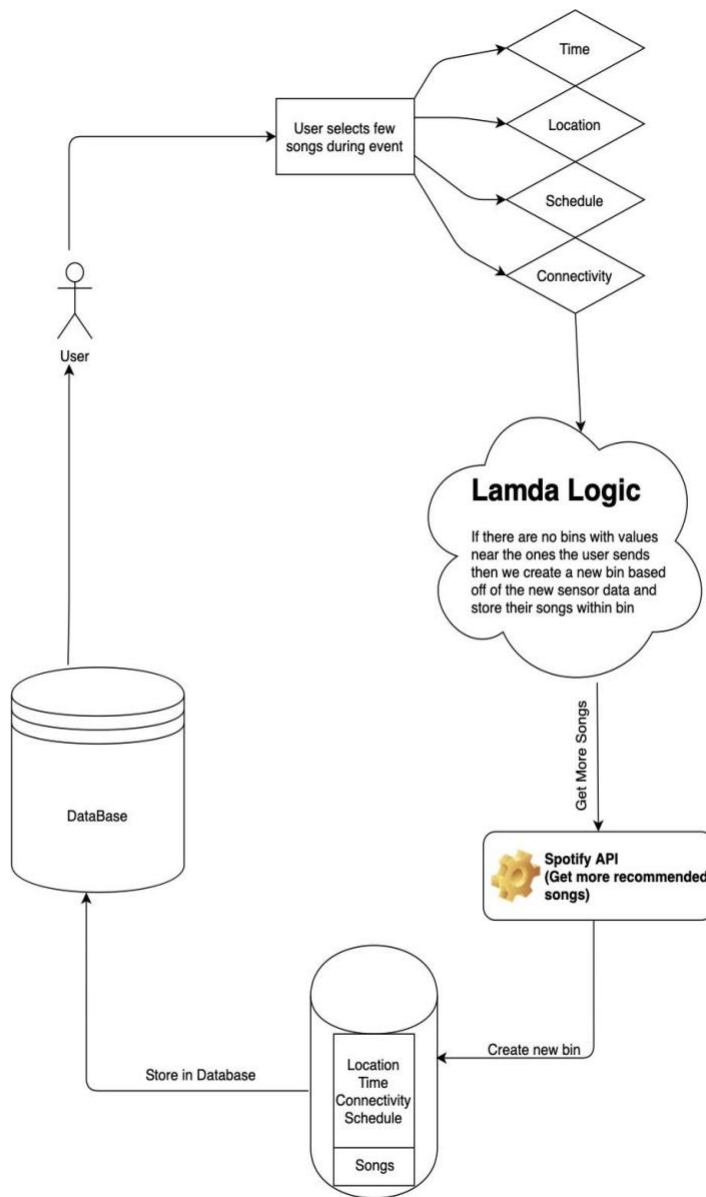 Time
User selects few
songs during event
Location
Schedule
Connectivity
User
Lamda Logic
If there are no bins with values
near the ones the user sends
then we create a new bin based
off of the new sensor data and
store their songs within bin
Get More Songs
DataBase
Spotify API
(Get more recommended
songs)
Create new bin
Location
Time
Connectivity
Schedule
Songs
Store in Database